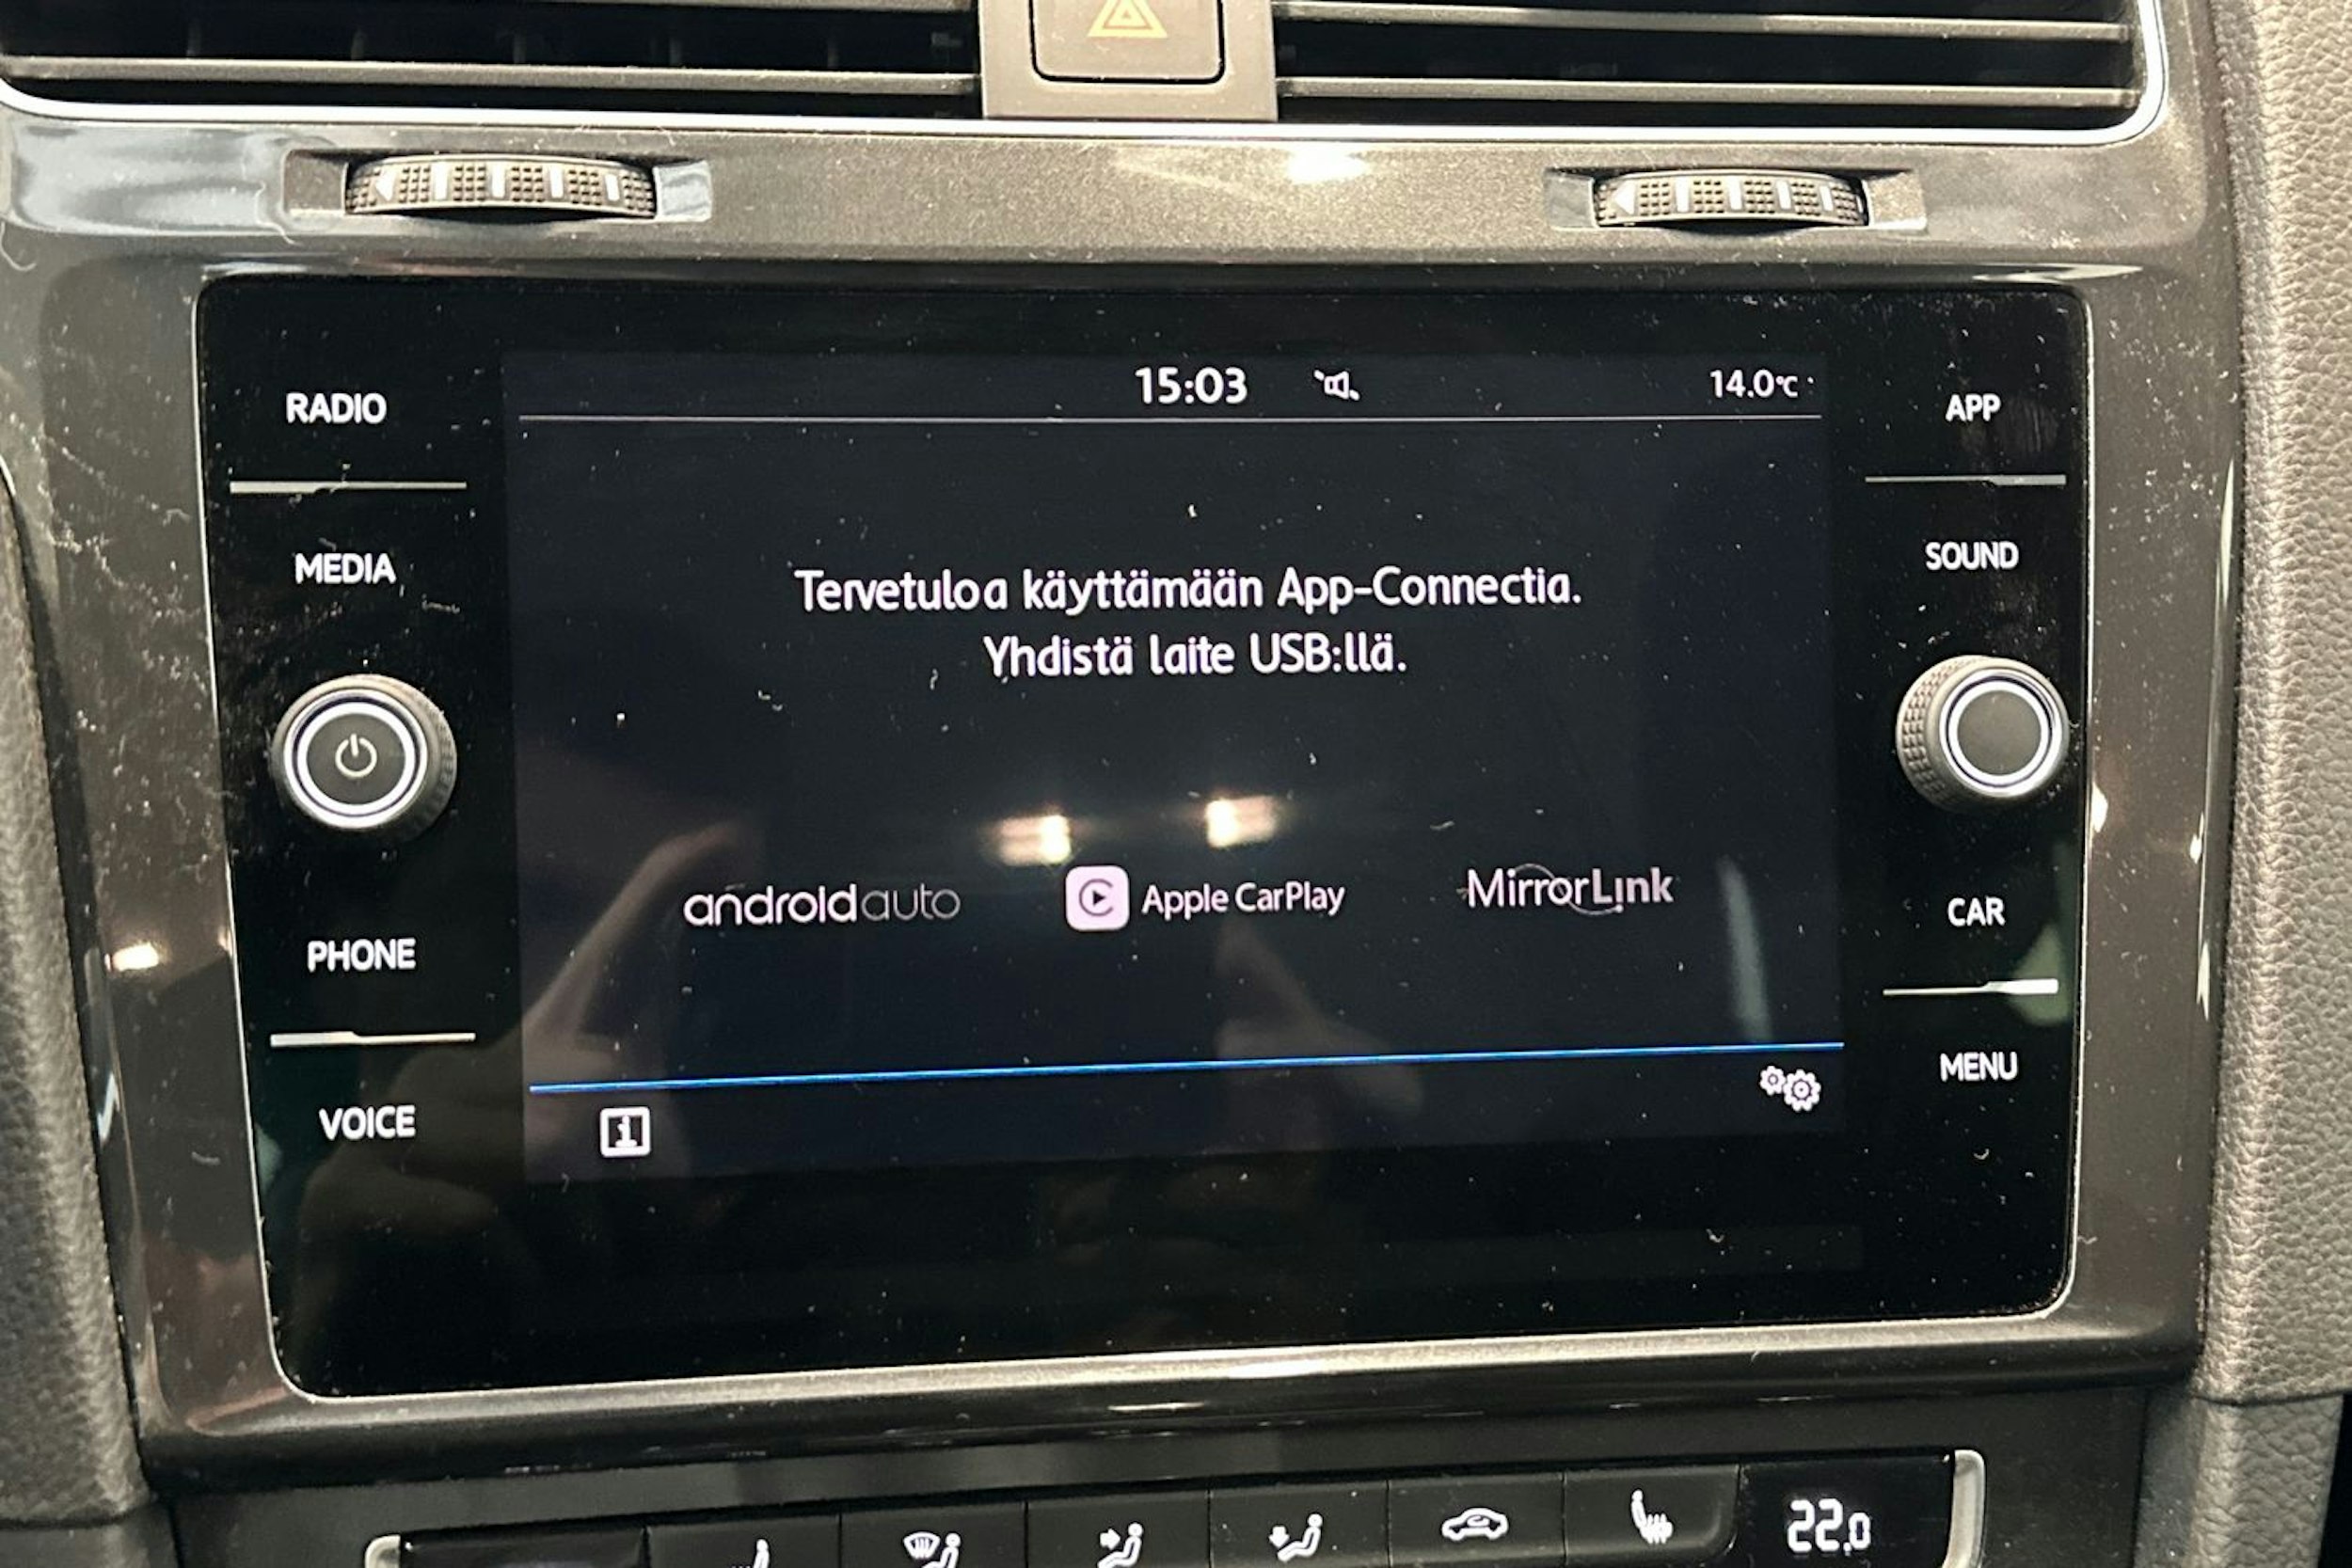 15:03 14.0°C
RADIO
APP
MEDIA
SOUND
Tervetuloa käyttämään App-Connectia.
Yhdistä laite USB:llä.
androidauto Apple CarPlay MirrorLink
PHONE
CAR
VOICE
MENU
22.0